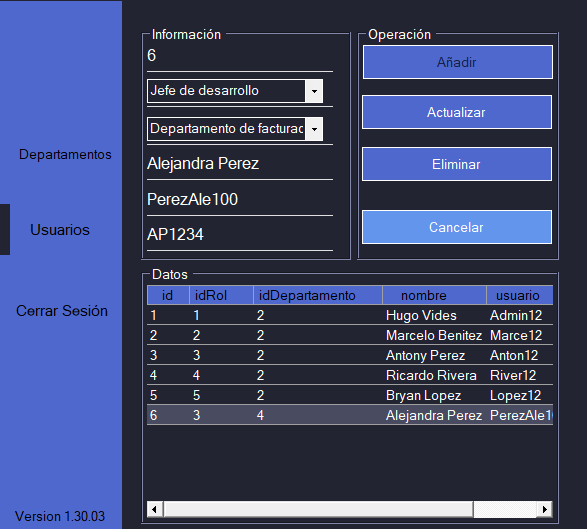 Departamentos
Usuarios
Cerrar Sesión
Version 1.30.03
Información
6
Jefe de desarrollo
Departamento de facturac
Alejandra Perez
PerezAle100
AP1234
Operación
Añadir
Actualizar
Eliminar
Cancelar
Datos
id idRol idDepartamento nombre usuario
1 1 2 Hugo Vides Admin12
2 2 2 Marcelo Benitez Marce12
3 3 2 Antony Perez Anton12
4 4 2 Ricardo Rivera River12
5 5 2 Bryan Lopez Lopez12
6 3 4 Alejandra Perez PerezAle10